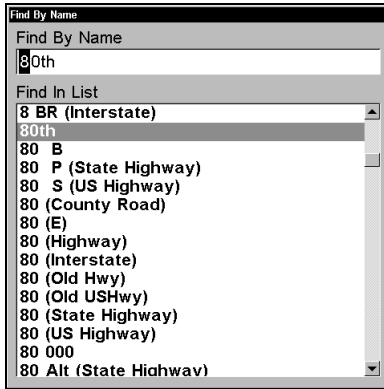 Find By Name
Find By Name
80th
Find In List
8 BR (Interstate)
80th
80  B
80  P (State Highway)
80  S (US Highway)
80 (County Road)
80 (E)
80 (Highway)
80 (Interstate)
80 (Old Hwy)
80 (Old USHwy)
80 (State Highway)
80 (US Highway)
80 000
80 Alt (State Highway)